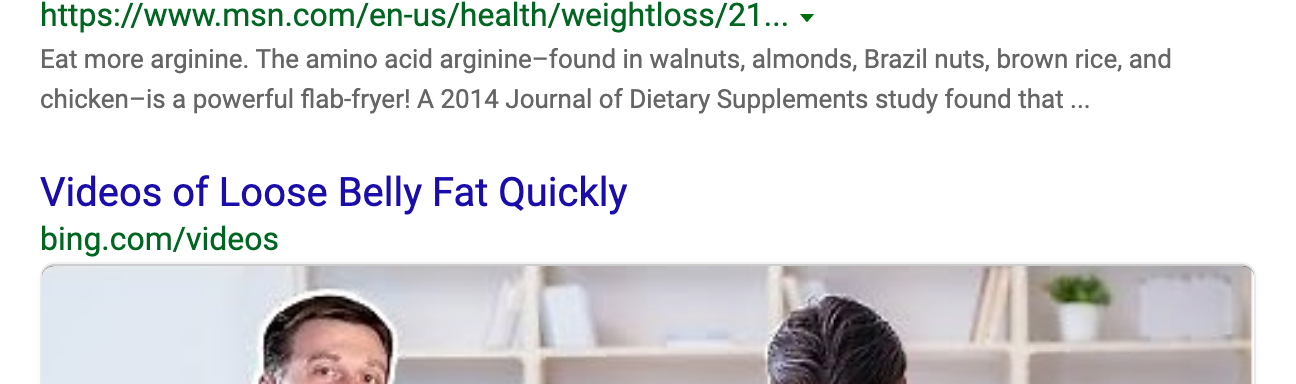 https://www.msn.com/en-us/health/weightloss/21...
Eat more arginine. The amino acid arginine–found in walnuts, almonds, Brazil nuts, brown rice, and
chicken–is a powerful flab-fryer! A 2014 Journal of Dietary Supplements study found that ...
Videos of Loose Belly Fat Quickly
bing.com/videos